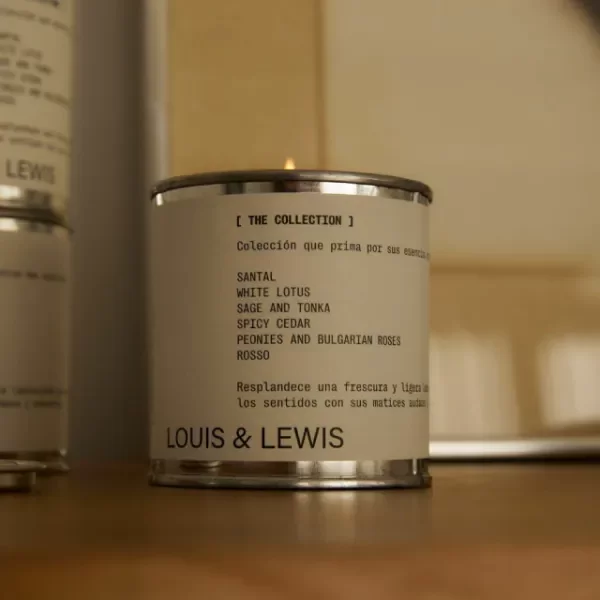 [ THE COLLECTION ]
Colección que prima por sus
SANTAL
WHITE LOTUS
SAGE AND TONKA
SPICY CEDAR
PEONIES AND BULGARIAN ROSES
ROSSO
Resplandece una frescura y ligera
los sentidos con sus matices
LOUIS & LEWIS
LEWIS